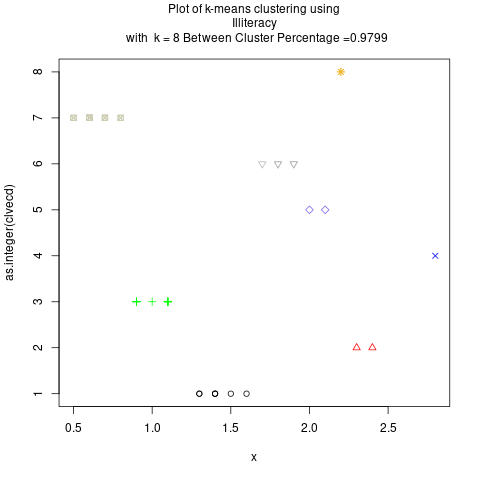 Plot of k-means clustering using
Illiteracy
with  k = 8 Between Cluster Percentage =0.9799
as.integer(clvecd)
8
7
6
5
4
3
2
1
0.5 1.0 1.5 2.0 2.5
x